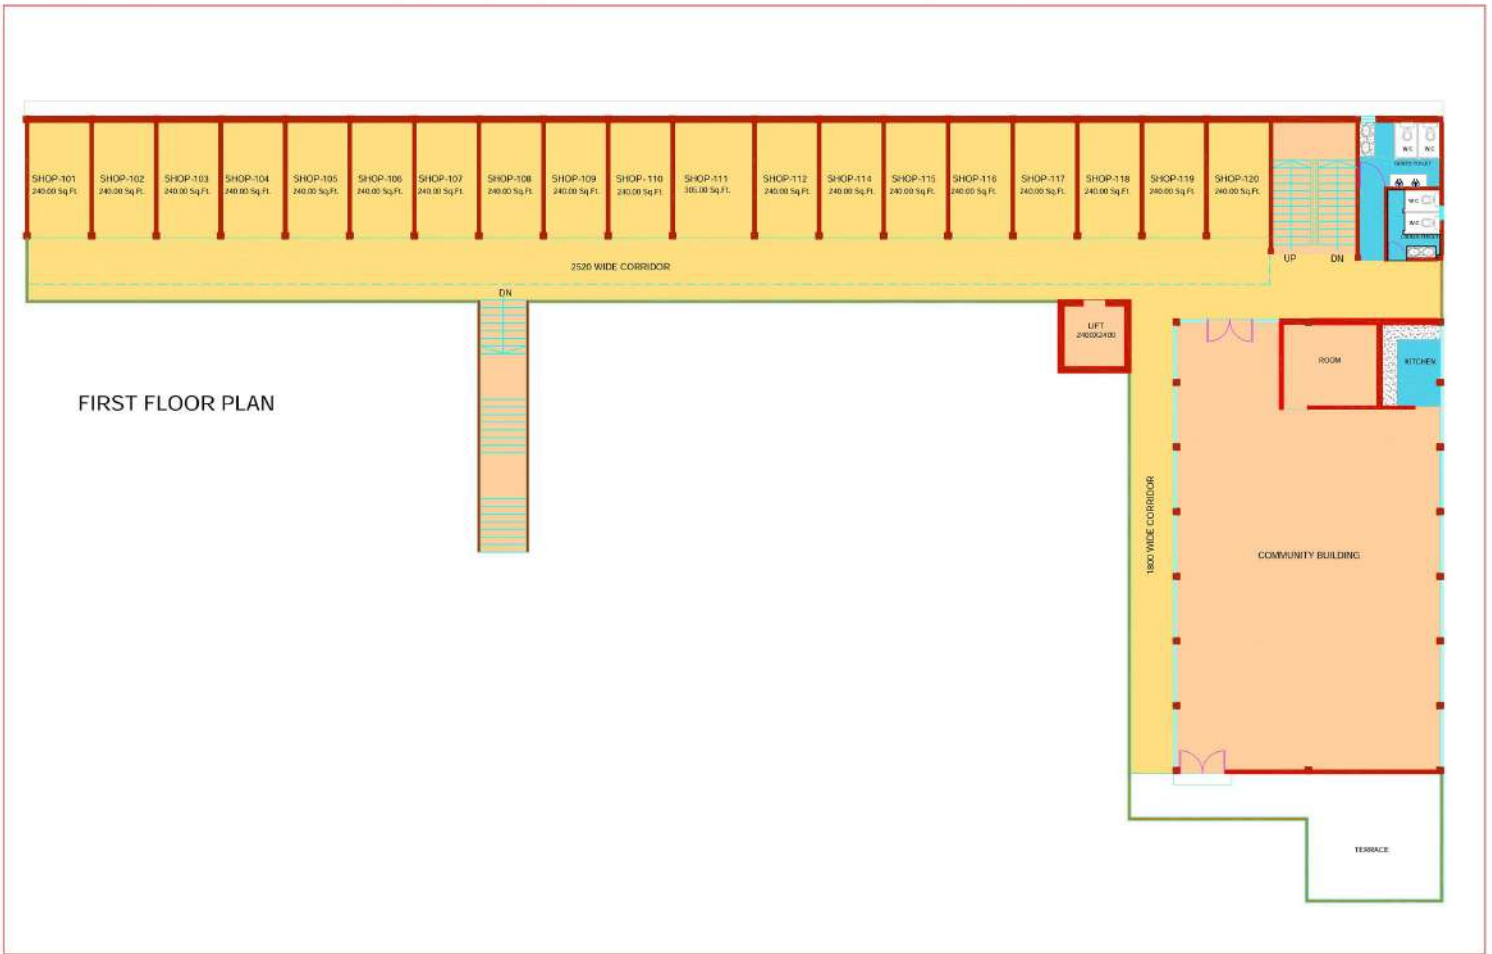 SHOP-101
240.00 Sq.Ft.
SHOP-102
240.00 Sq.Ft.
SHOP-103
240.00 Sq.Ft.
SHOP-104
240.00 Sq.Ft.
SHOP-105
240.00 Sq.Ft.
SHOP-106
240.00 Sq.Ft.
SHOP-107
240.00 Sq.Ft.
SHOP-108
240.00 Sq.Ft.
SHOP-109
240.00 Sq.Ft.
SHOP-110
240.00 Sq.Ft.
SHOP-111
305.00 Sq.Ft.
SHOP-112
240.00 Sq.Ft.
SHOP-114
240.00 Sq.Ft.
SHOP-115
240.00 Sq.Ft.
SHOP-116
240.00 Sq.Ft.
SHOP-117
240.00 Sq.Ft.
SHOP-118
240.00 Sq.Ft.
SHOP-119
240.00 Sq.Ft.
SHOP-120
240.00 Sq.Ft.
WC
WC
GENTS TOILET
WC
WC
UP
DN
2520 WIDE CORRIDOR
DN
LIFT
2400X2400
ROOM
KITCHEN
FIRST FLOOR PLAN
1800 WIDE CORRIDOR
COMMUNITY BUILDING
TERRACE